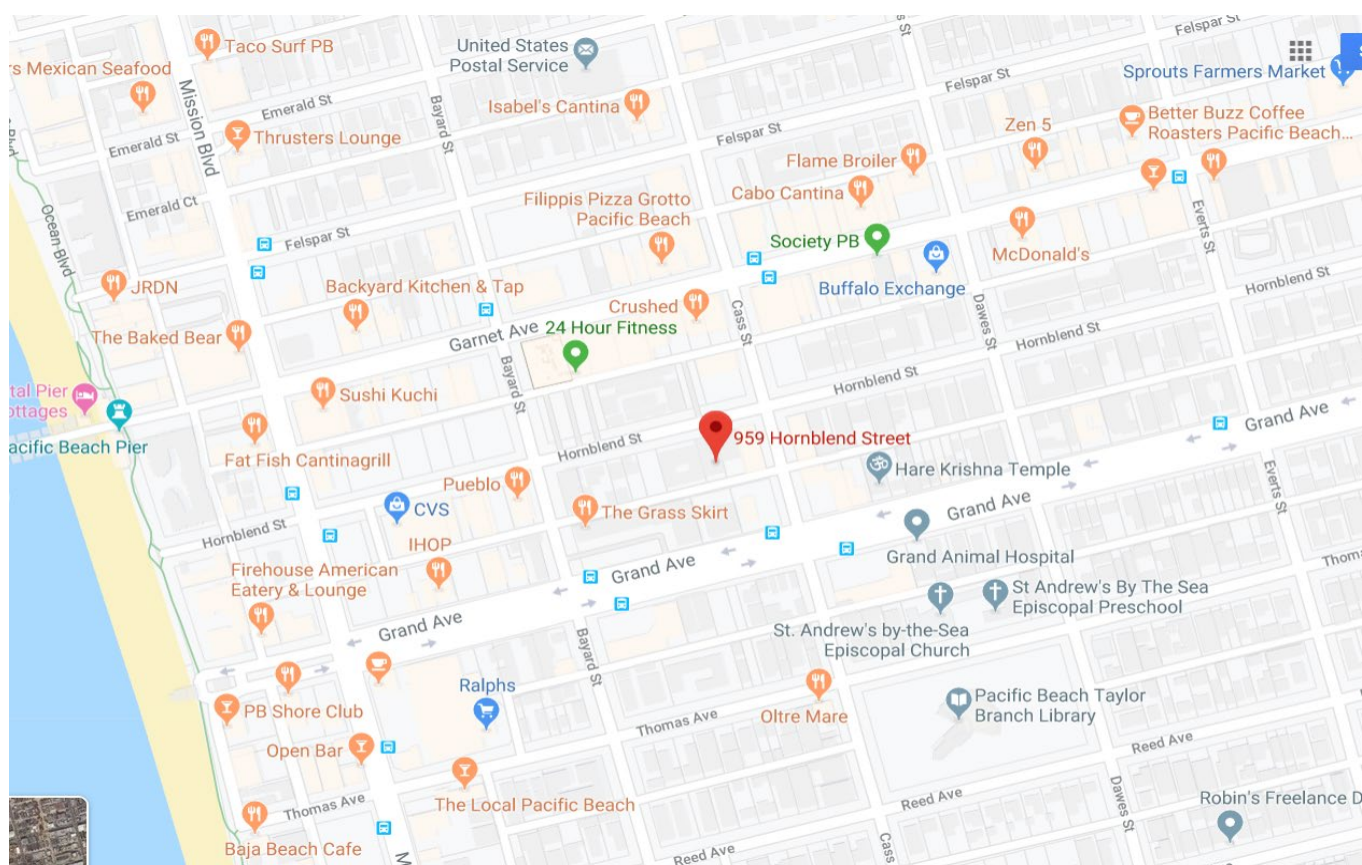 Felspar St
Taco Surf PB
United States
Postal Service
s St
Felspar St
Sprouts Farmers Market
rs Mexican Seafood
Mission Blvd
Emerald St
Bayard St
Isabel's Cantina
Better Buzz Coffee
Roasters Pacific Beach...
Zen 5
Emerald St
Thrusters Lounge
Felspar St
Flame Broiler
Cabo Cantina
Emerald Ct
Filippis Pizza Grotto
Pacific Beach
Ocean Blvd
Felspar St
Society PB
McDonald's
Everts St
JRDN
Backyard Kitchen & Tap
Buffalo Exchange
Hornblend St
Crushed
Cass St
Dawes St
The Baked Bear
Garnet Ave
24 Hour Fitness
Bayard St
Hornblend St
tal Pier
ottages
Sushi Kuchi
Grand Ave
acific Beach Pier
959 Hornblend Street
Hornblend St
Fat Fish Cantinagrill
Hare Krishna Temple
Pueblo
Everts St
CVS
The Grass Skirt
Grand Ave
Hornblend St
IHOP
Grand Animal Hospital
Thom
Firehouse American
Eatery & Lounge
Grand Ave
St Andrew's By The Sea
Episcopal Preschool
Grand Ave
St. Andrew's by-the-Sea
Episcopal Church
Bayard St
Ralphs
Pacific Beach Taylor
Branch Library
PB Shore Club
Oltre Mare
Thomas Ave
Open Bar
Reed Ave
Thomas Ave
The Local Pacific Beach
Reed Ave
Dawes St
Robin's Freelance D
Baja Beach Cafe
Cass
Reed Ave
M